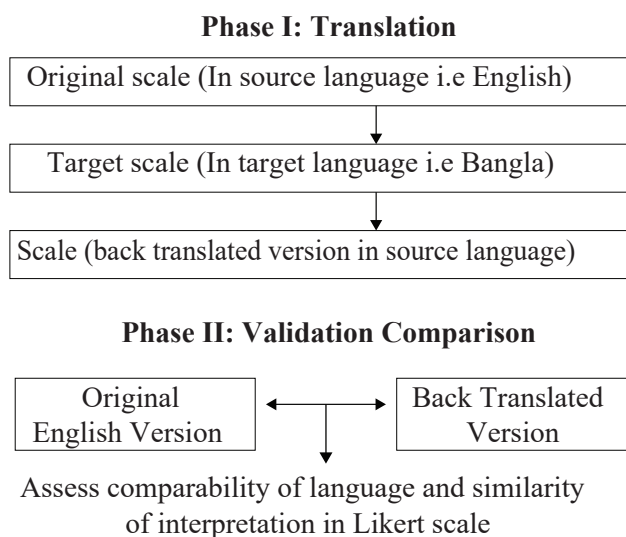 Phase I: Translation
Original scale (In source language i.e English)
Target scale (In target language i.e Bangla)
Scale (back translated version in source language)
Phase II: Validation Comparison
Original
English Version
Back Translated
Version
Assess comparability of language and similarity
of interpretation in Likert scale